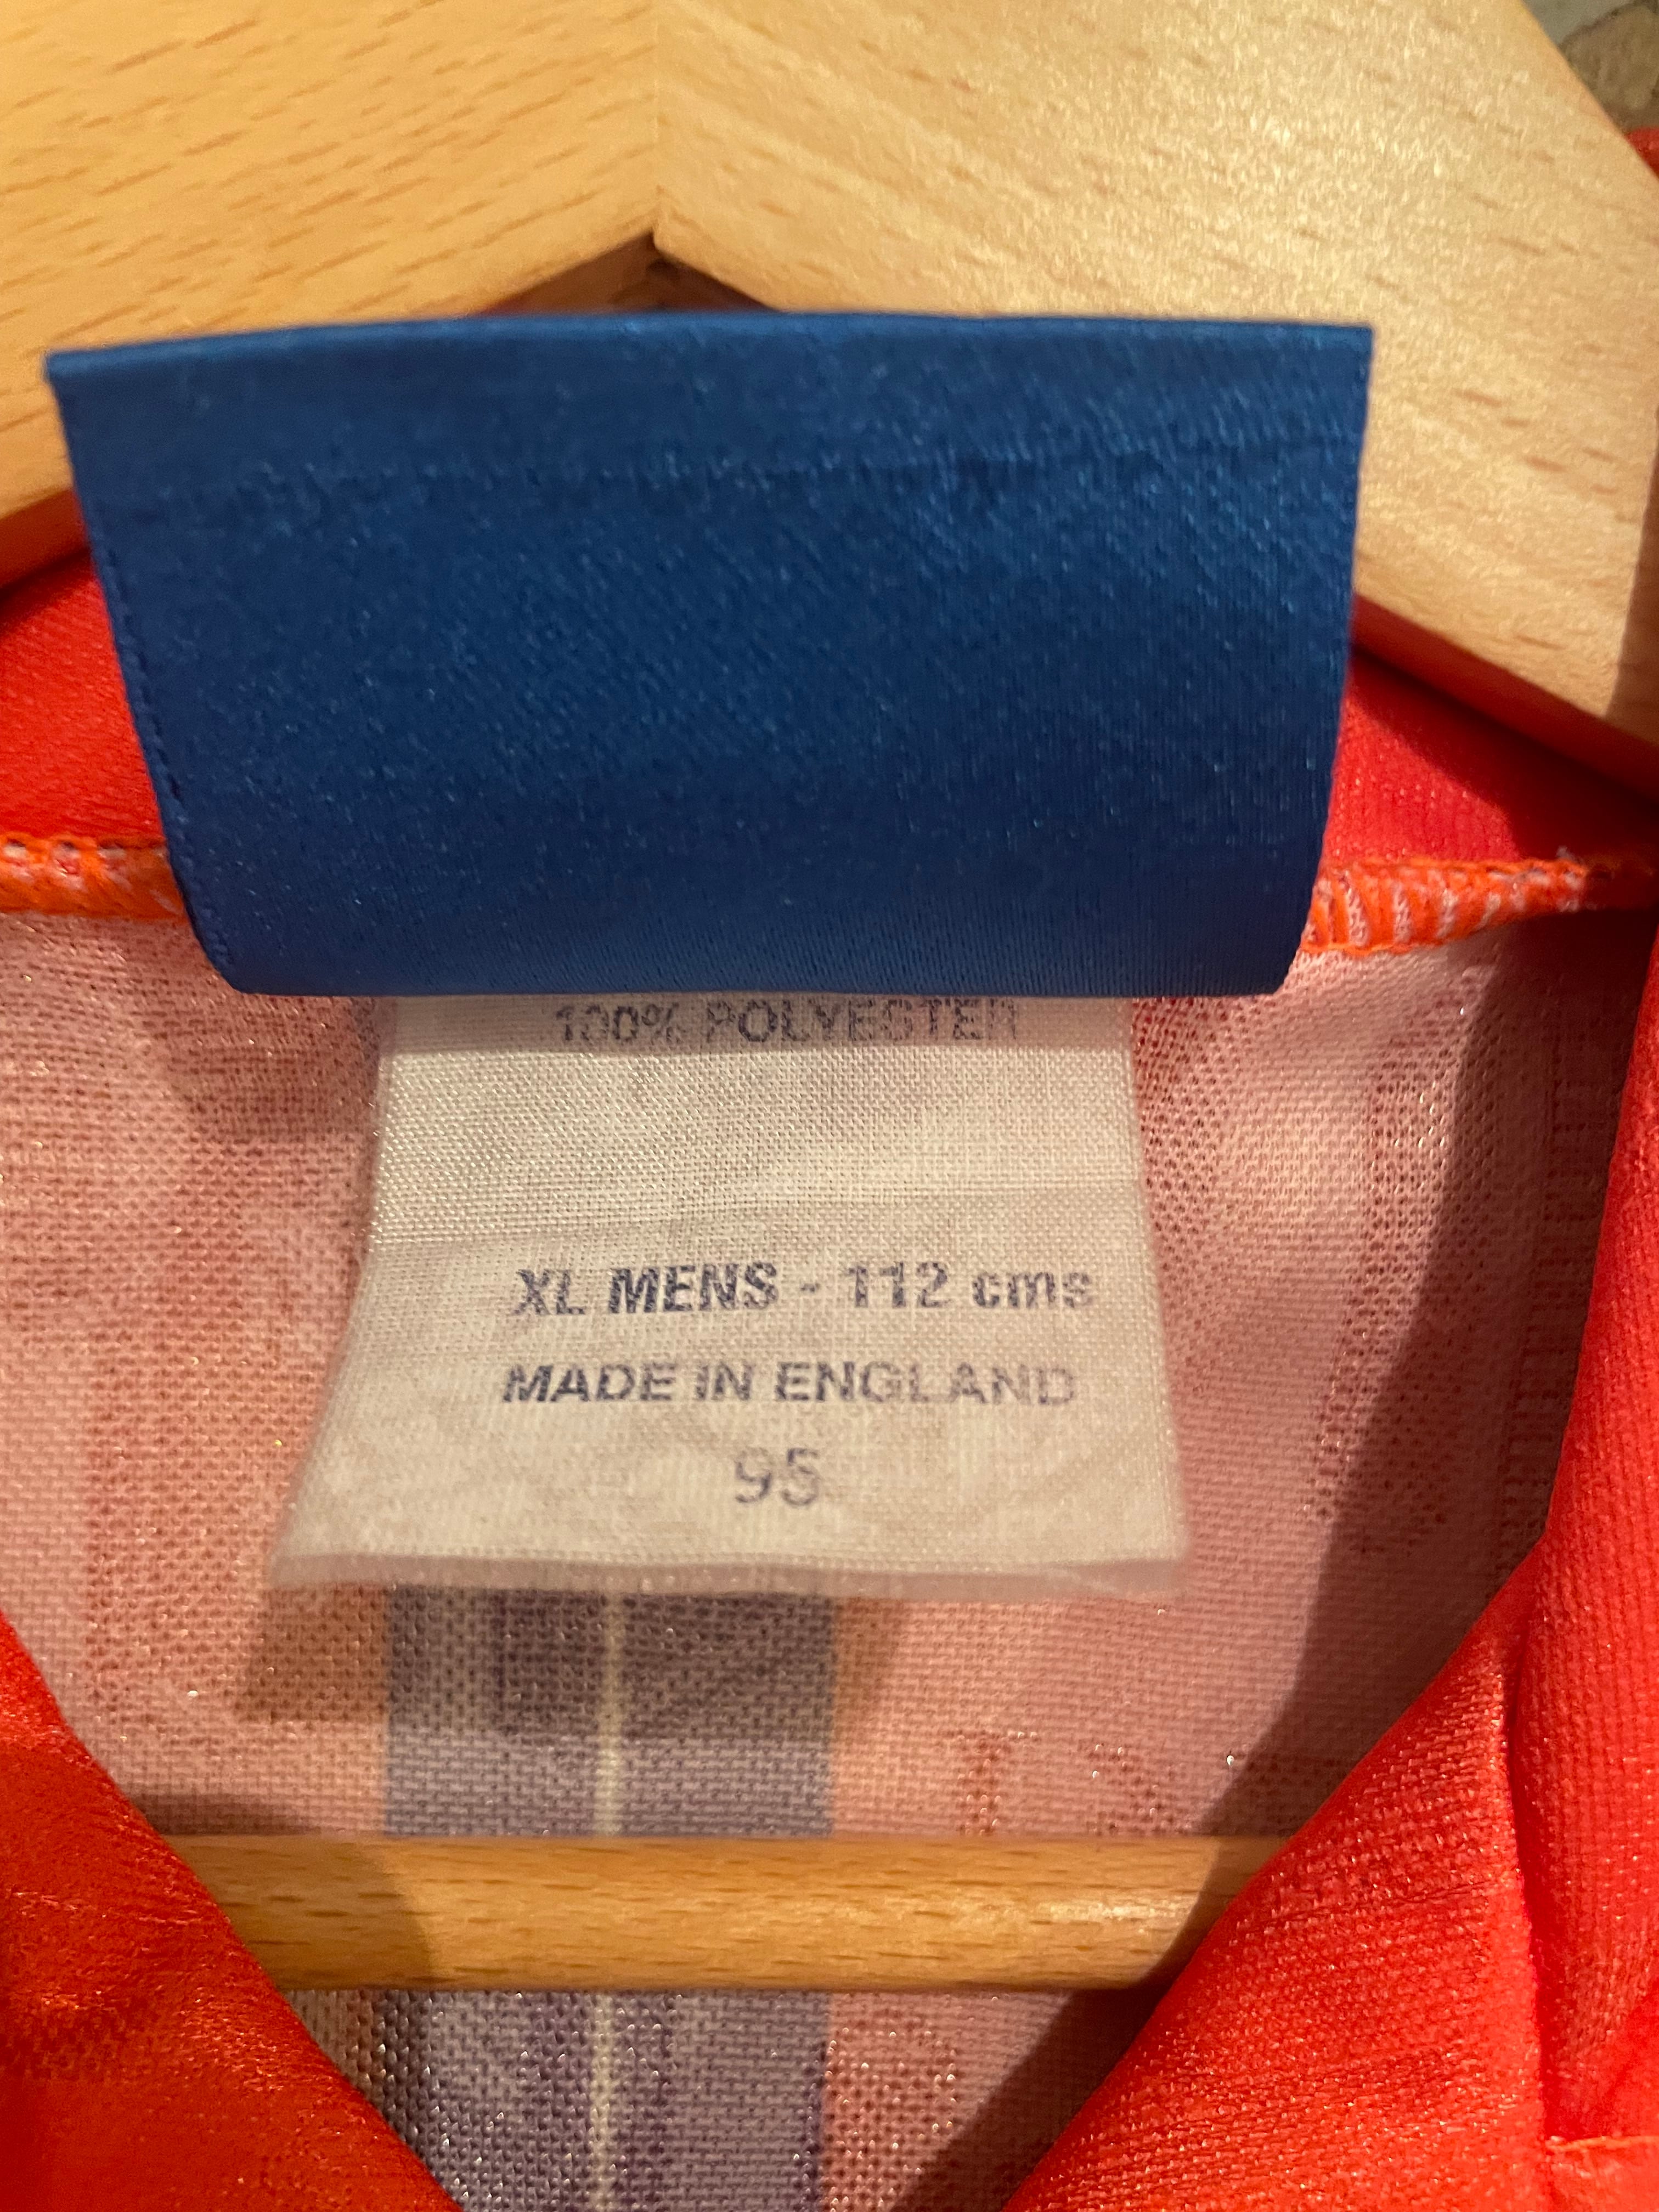 100% POLYESTER
XL MENS - 112 cms
MADE IN ENGLAND
95